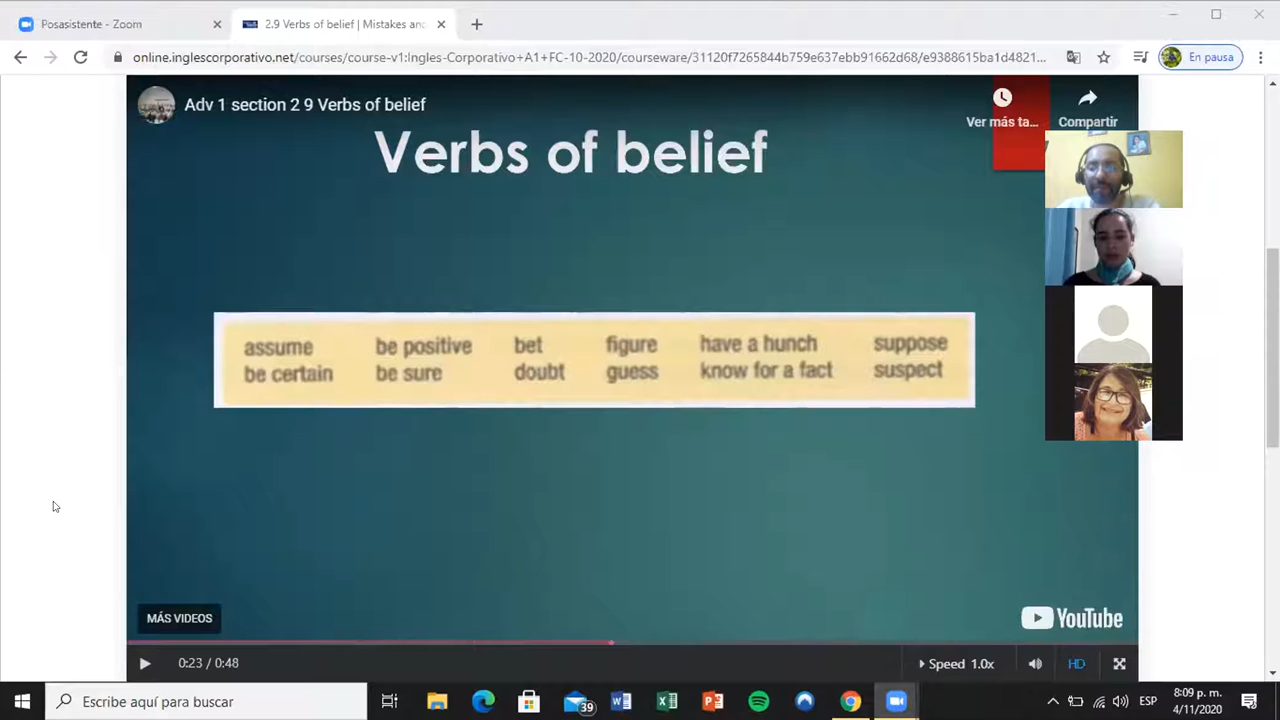 Posasistente - Zoom
2.9 Verbs of belief | Mistakes and
online.inglescorporativo.net/courses/course-v1:Ingles-Corporativo+A1+FC-10-2020/courseware/31120f7265844b759e637ebb91662d68/e9388615ba1d4821...
En pausa
Adv 1 section 2 9 Verbs of belief
Ver más ta...
Compartir
Verbs of belief
assume be positive bet figure have a hunch suppose
be certain be sure doubt guess know for a fact suspect
MÁS VIDEOS
YouTube
0:23 / 0:48
Speed 1.0x
HD
Escribe aquí para buscar
39
ESP
8:09 p. m.
4/11/2020